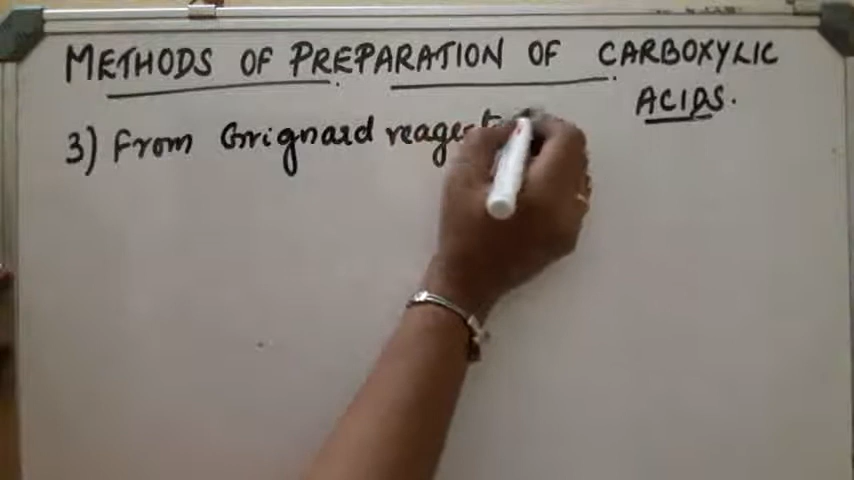 METHODS OF PREPARATION OF CARBOXYLIC
ACIDS.
3) From Grignard